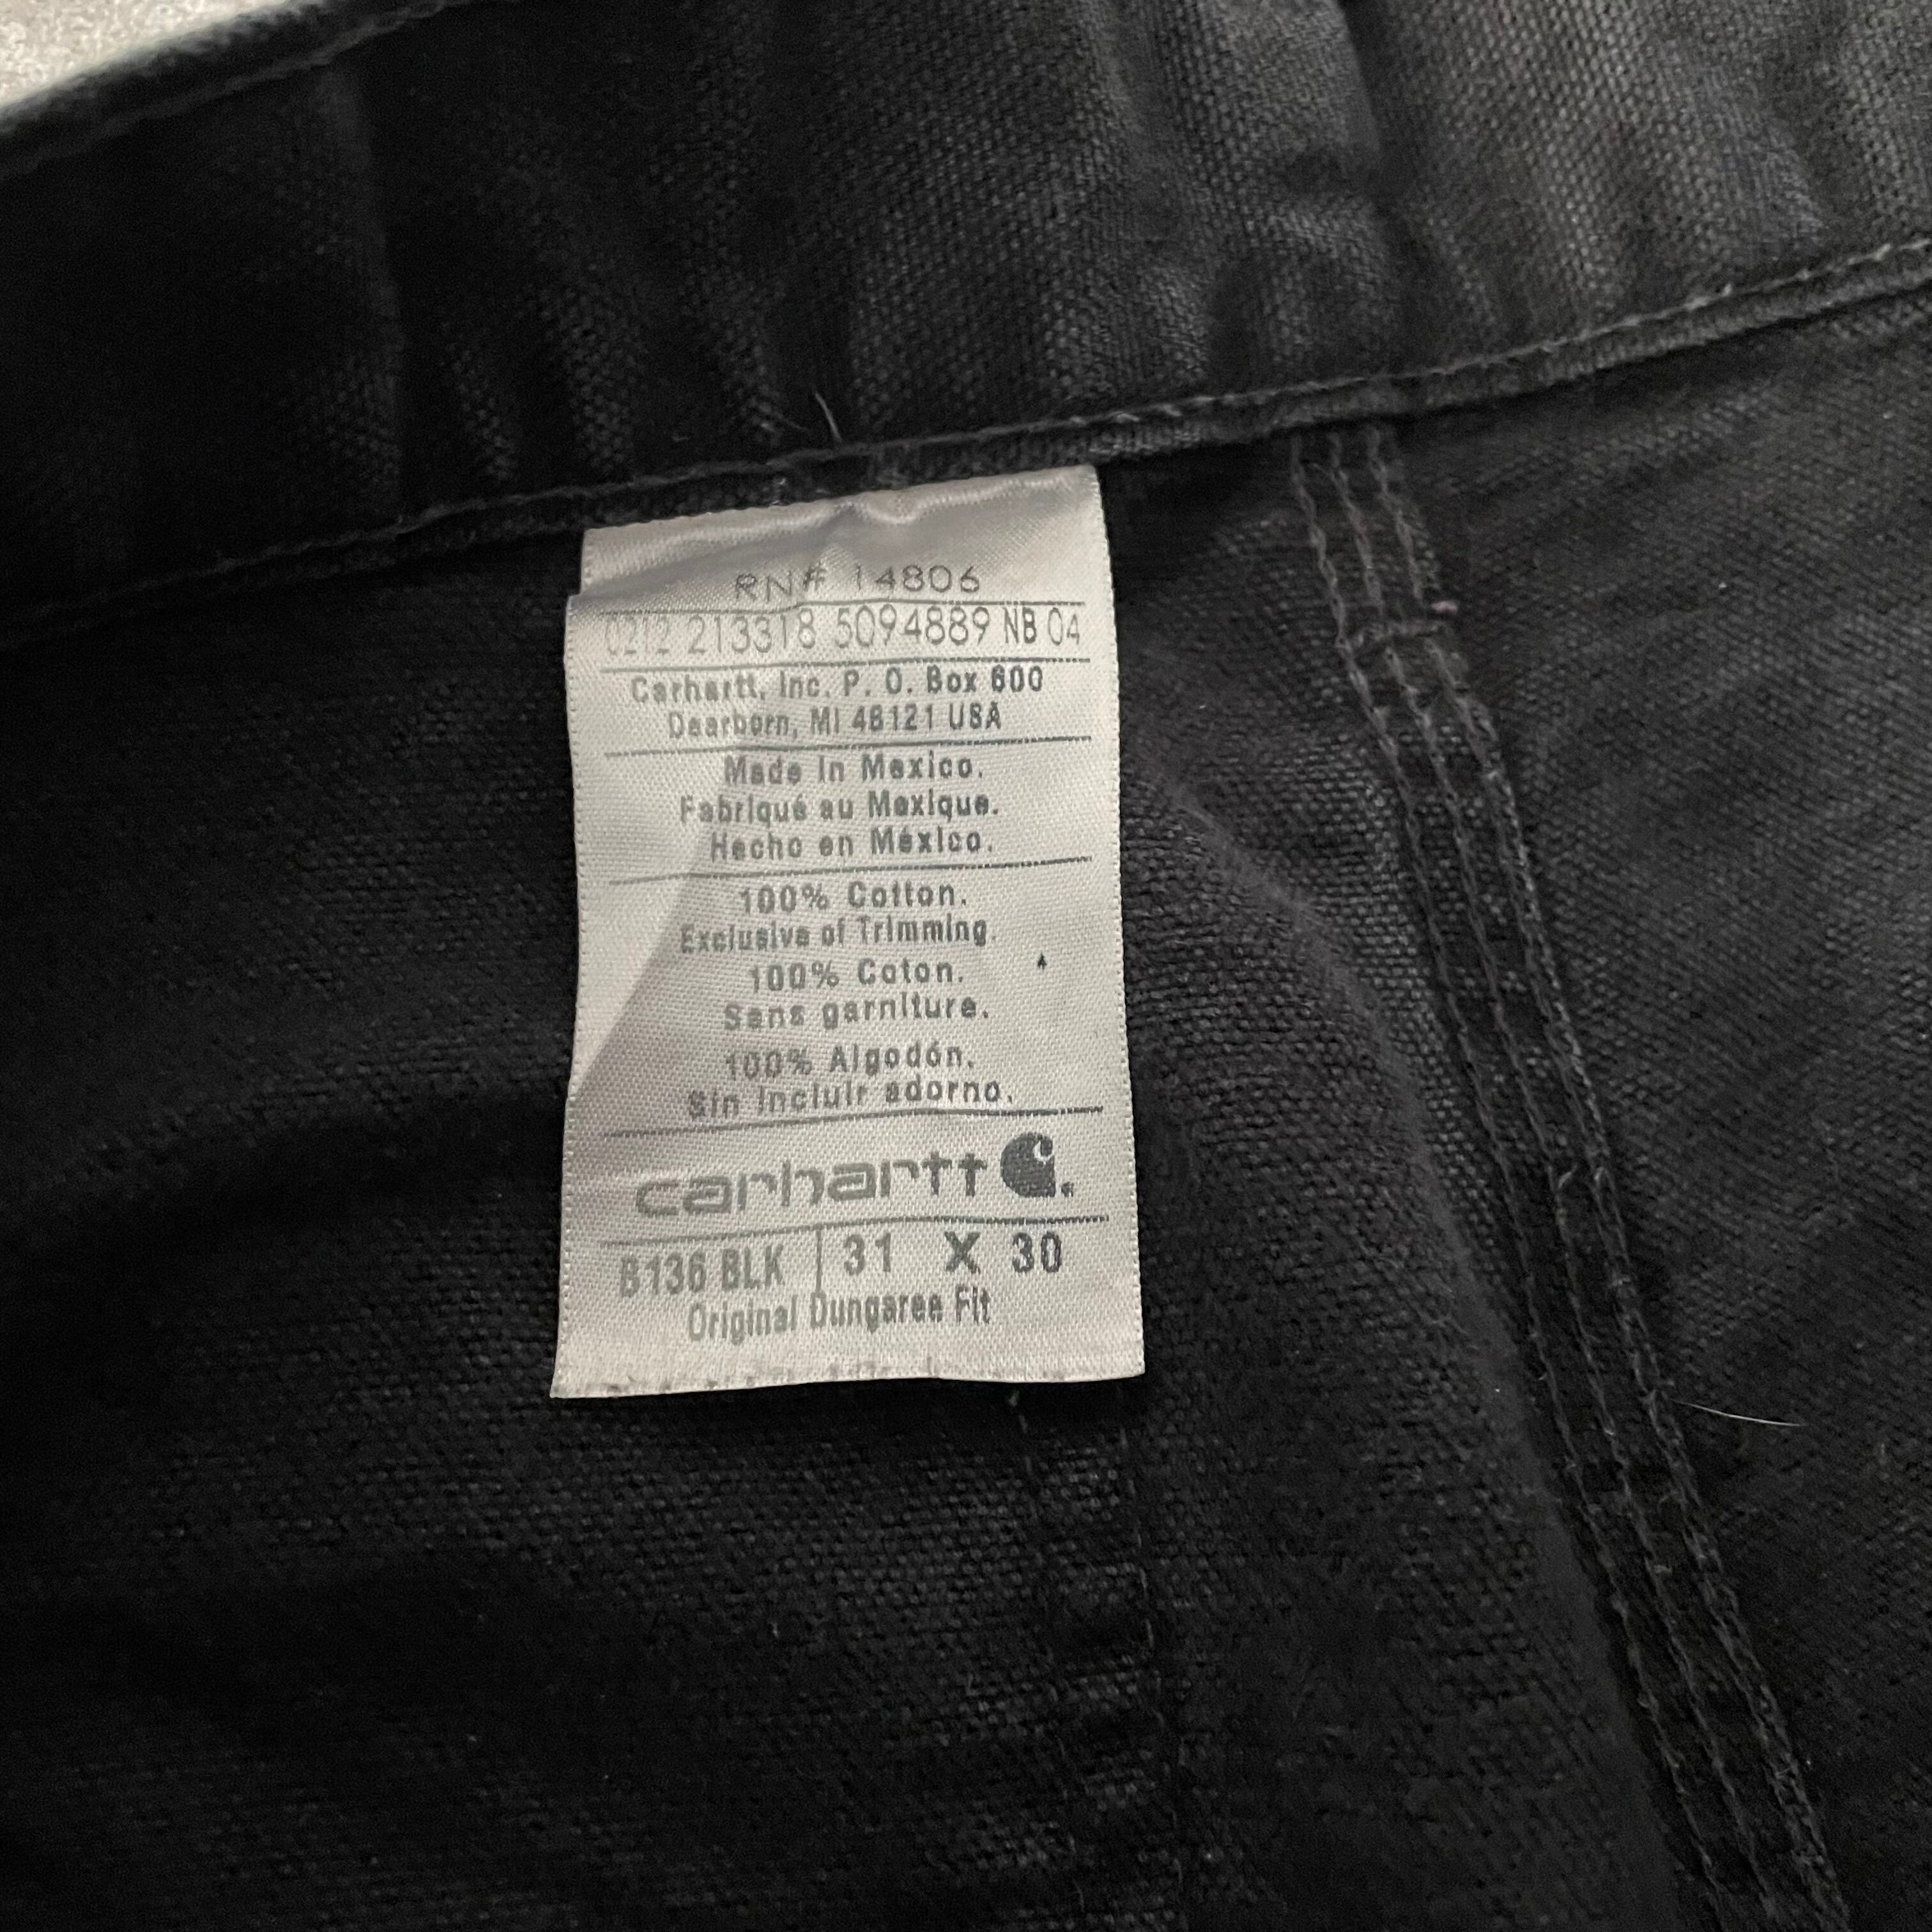 RN# 14806
0212 213318 5094889 NB 04
Carhartt, Inc. P. O. Box 600
Dearborn, MI 48121 USA
Made in Mexico.
Fabriqué au Mexique.
Hecho en México.
100% Cotton.
Exclusive of Trimming.
100% Coton.
Sans garniture.
100% Algodón.
Sin incluir adorno.
carhartt
B136 BLK | 31 X 30
Original Dungaree Fit